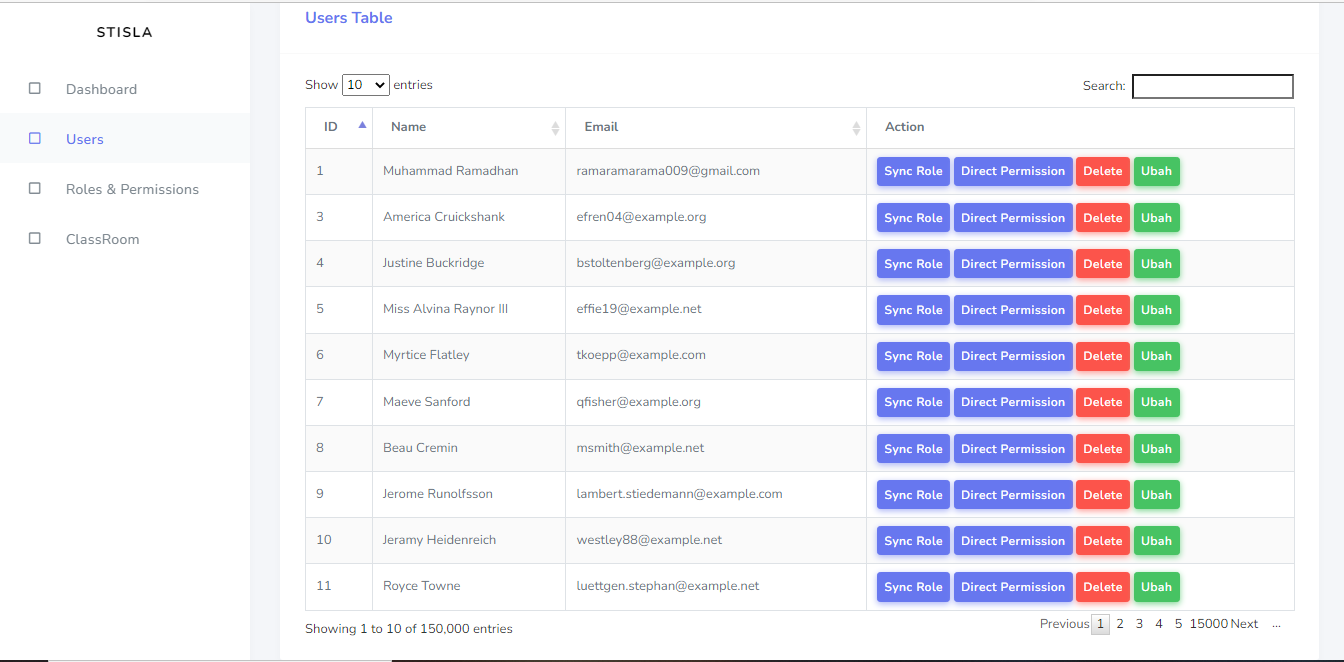 STISLA
Dashboard
Users
Roles & Permissions
ClassRoom
Users Table
Show 10 entries Search:
ID Name Email Action
1 Muhammad Ramadhan ramaramarama009@gmail.com Sync Role Direct Permission Delete Ubah
3 America Cruickshank efren04@example.org Sync Role Direct Permission Delete Ubah
4 Justine Buckridge bstoltenberg@example.org Sync Role Direct Permission Delete Ubah
5 Miss Alvina Raynor III effie19@example.net Sync Role Direct Permission Delete Ubah
6 Myrtice Flatley tkoepp@example.com Sync Role Direct Permission Delete Ubah
7 Maeve Sanford qfisher@example.org Sync Role Direct Permission Delete Ubah
8 Beau Cremin msmith@example.net Sync Role Direct Permission Delete Ubah
9 Jerome Runolfsson lambert.stiedemann@example.com Sync Role Direct Permission Delete Ubah
10 Jeramy Heidenreich westley88@example.net Sync Role Direct Permission Delete Ubah
11 Royce Towne luettgen.stephan@example.net Sync Role Direct Permission Delete Ubah
Showing 1 to 10 of 150,000 entries Previous 1 2 3 4 5 15000 Next ...